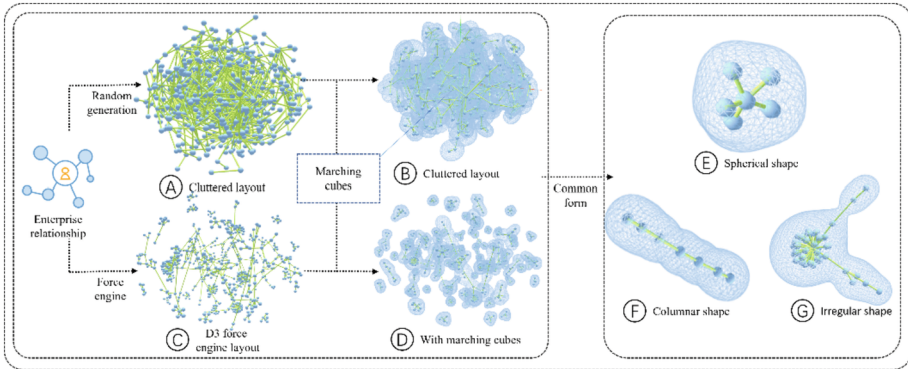 Random
generation
A Cluttered layout
Marching
cubes
B Cluttered layout
Enterprise
relationship
Force
engine
C D3 force
engine layout
D With marching cubes
Common
form
E Spherical shape
F Columnar shape
G Irregular shape